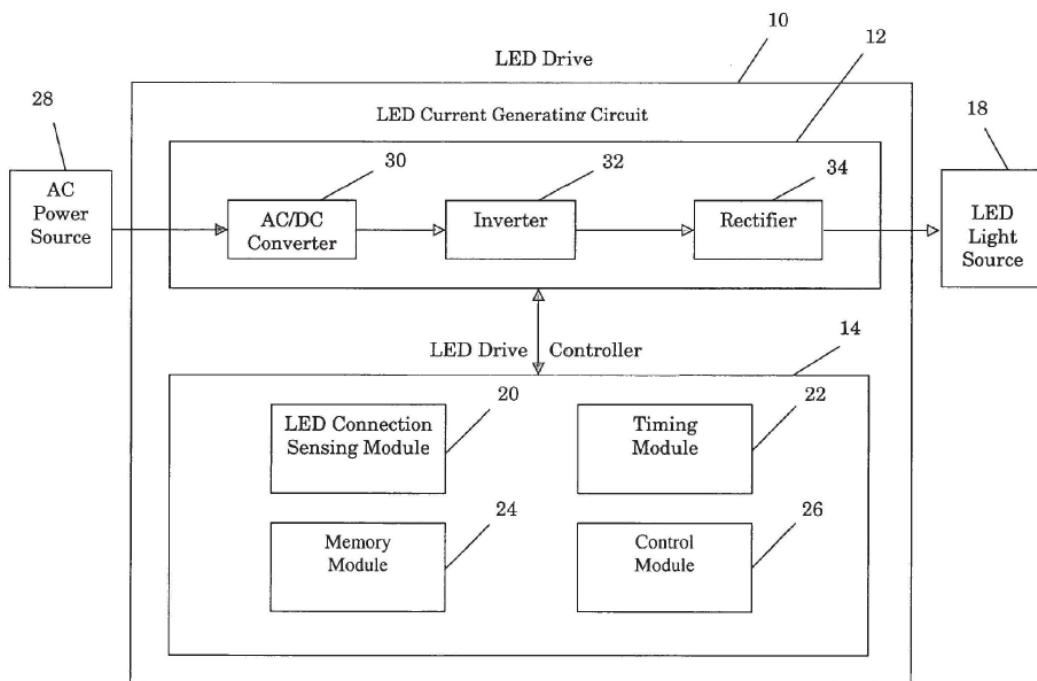 10
LED Drive
12
28
LED Current Generating Circuit
18
AC
Power
Source
30
32
34
AC/DC
Converter
Inverter
Rectifier
LED
Light
Source
LED Drive Controller
14
20
22
LED Connection
Sensing Module
Timing
Module
24
26
Memory
Module
Control
Module